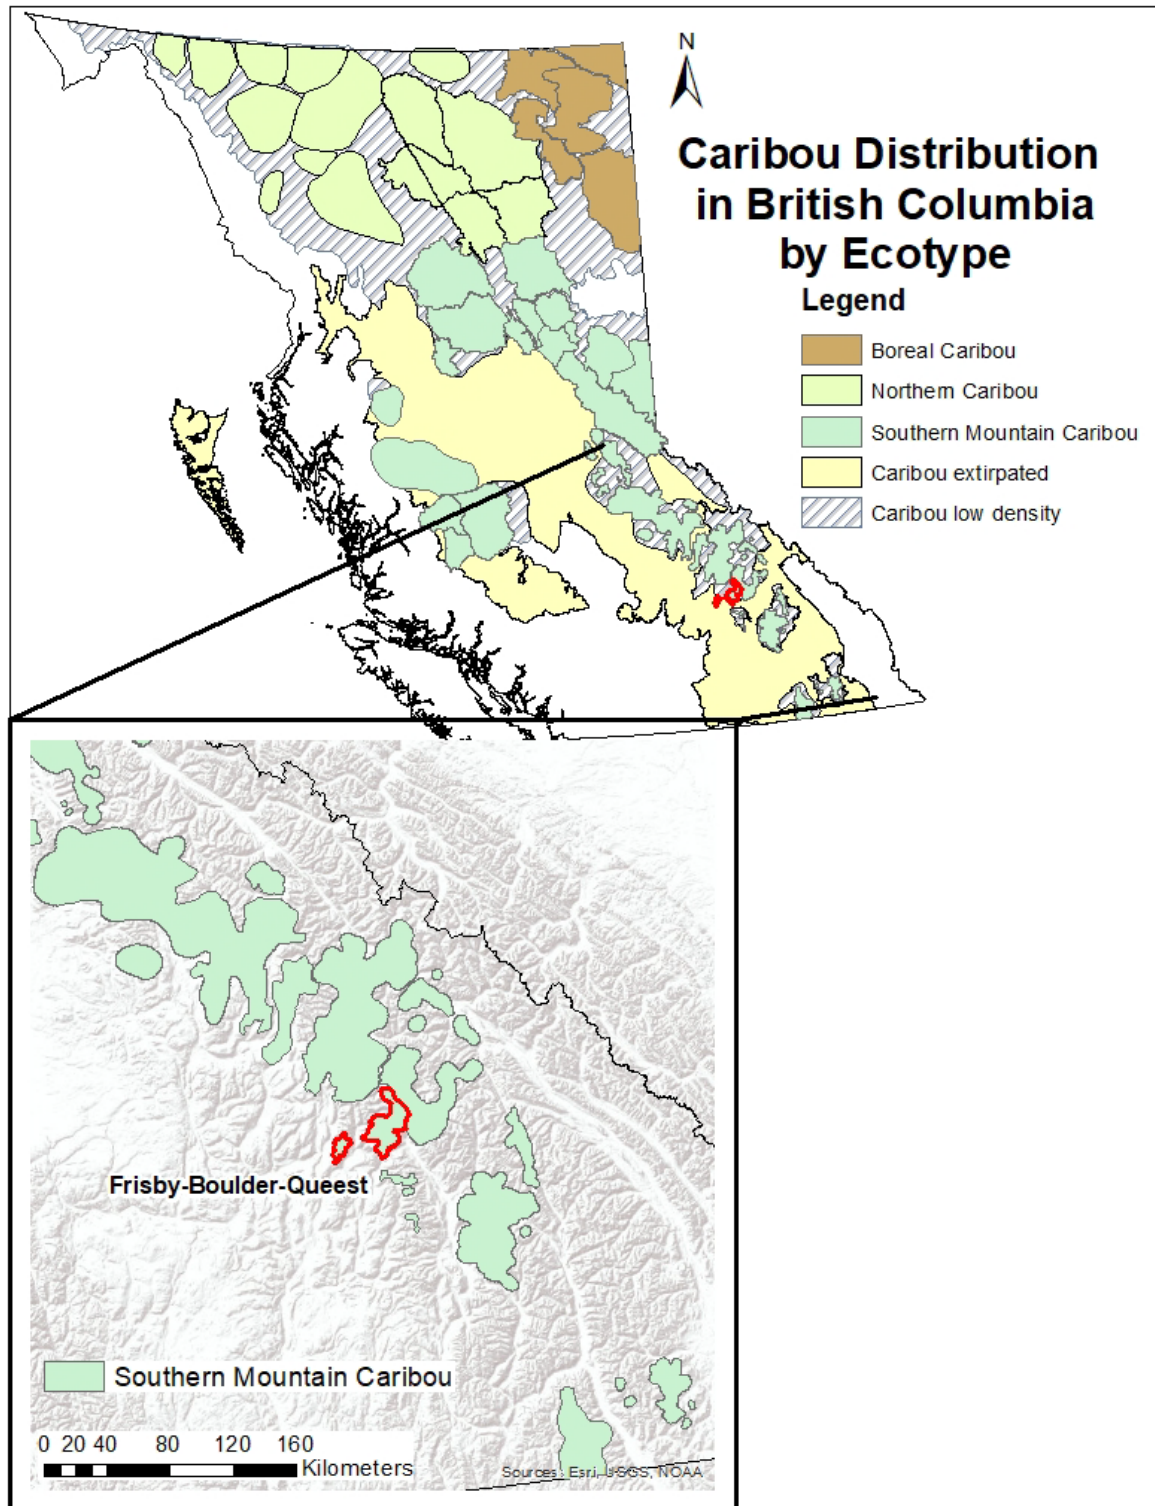 N
Caribou Distribution
in British Columbia
by Ecotype
Legend
Boreal Caribou
Northern Caribou
Southern Mountain Caribou
Caribou extirpated
Caribou low density
Frisby-Boulder-Queest
Southern Mountain Caribou
0 20 40 80 120 160
Kilometers
Sources: Esri, USGS, NOAA